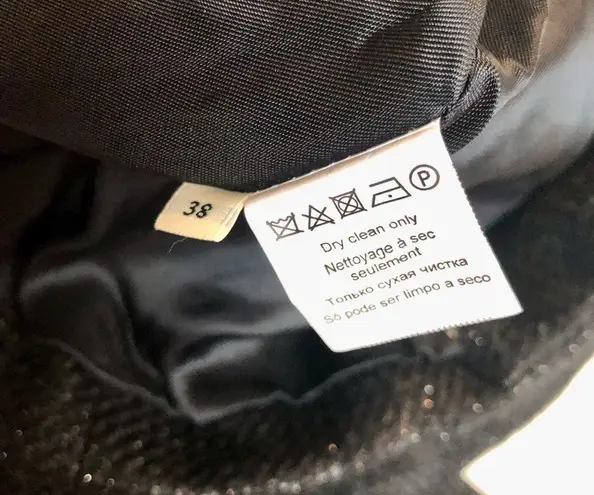 38
P
Dry clean only
Nettoyage à sec
seulement
Только сухая чистка
Só pode ser limpo a seco